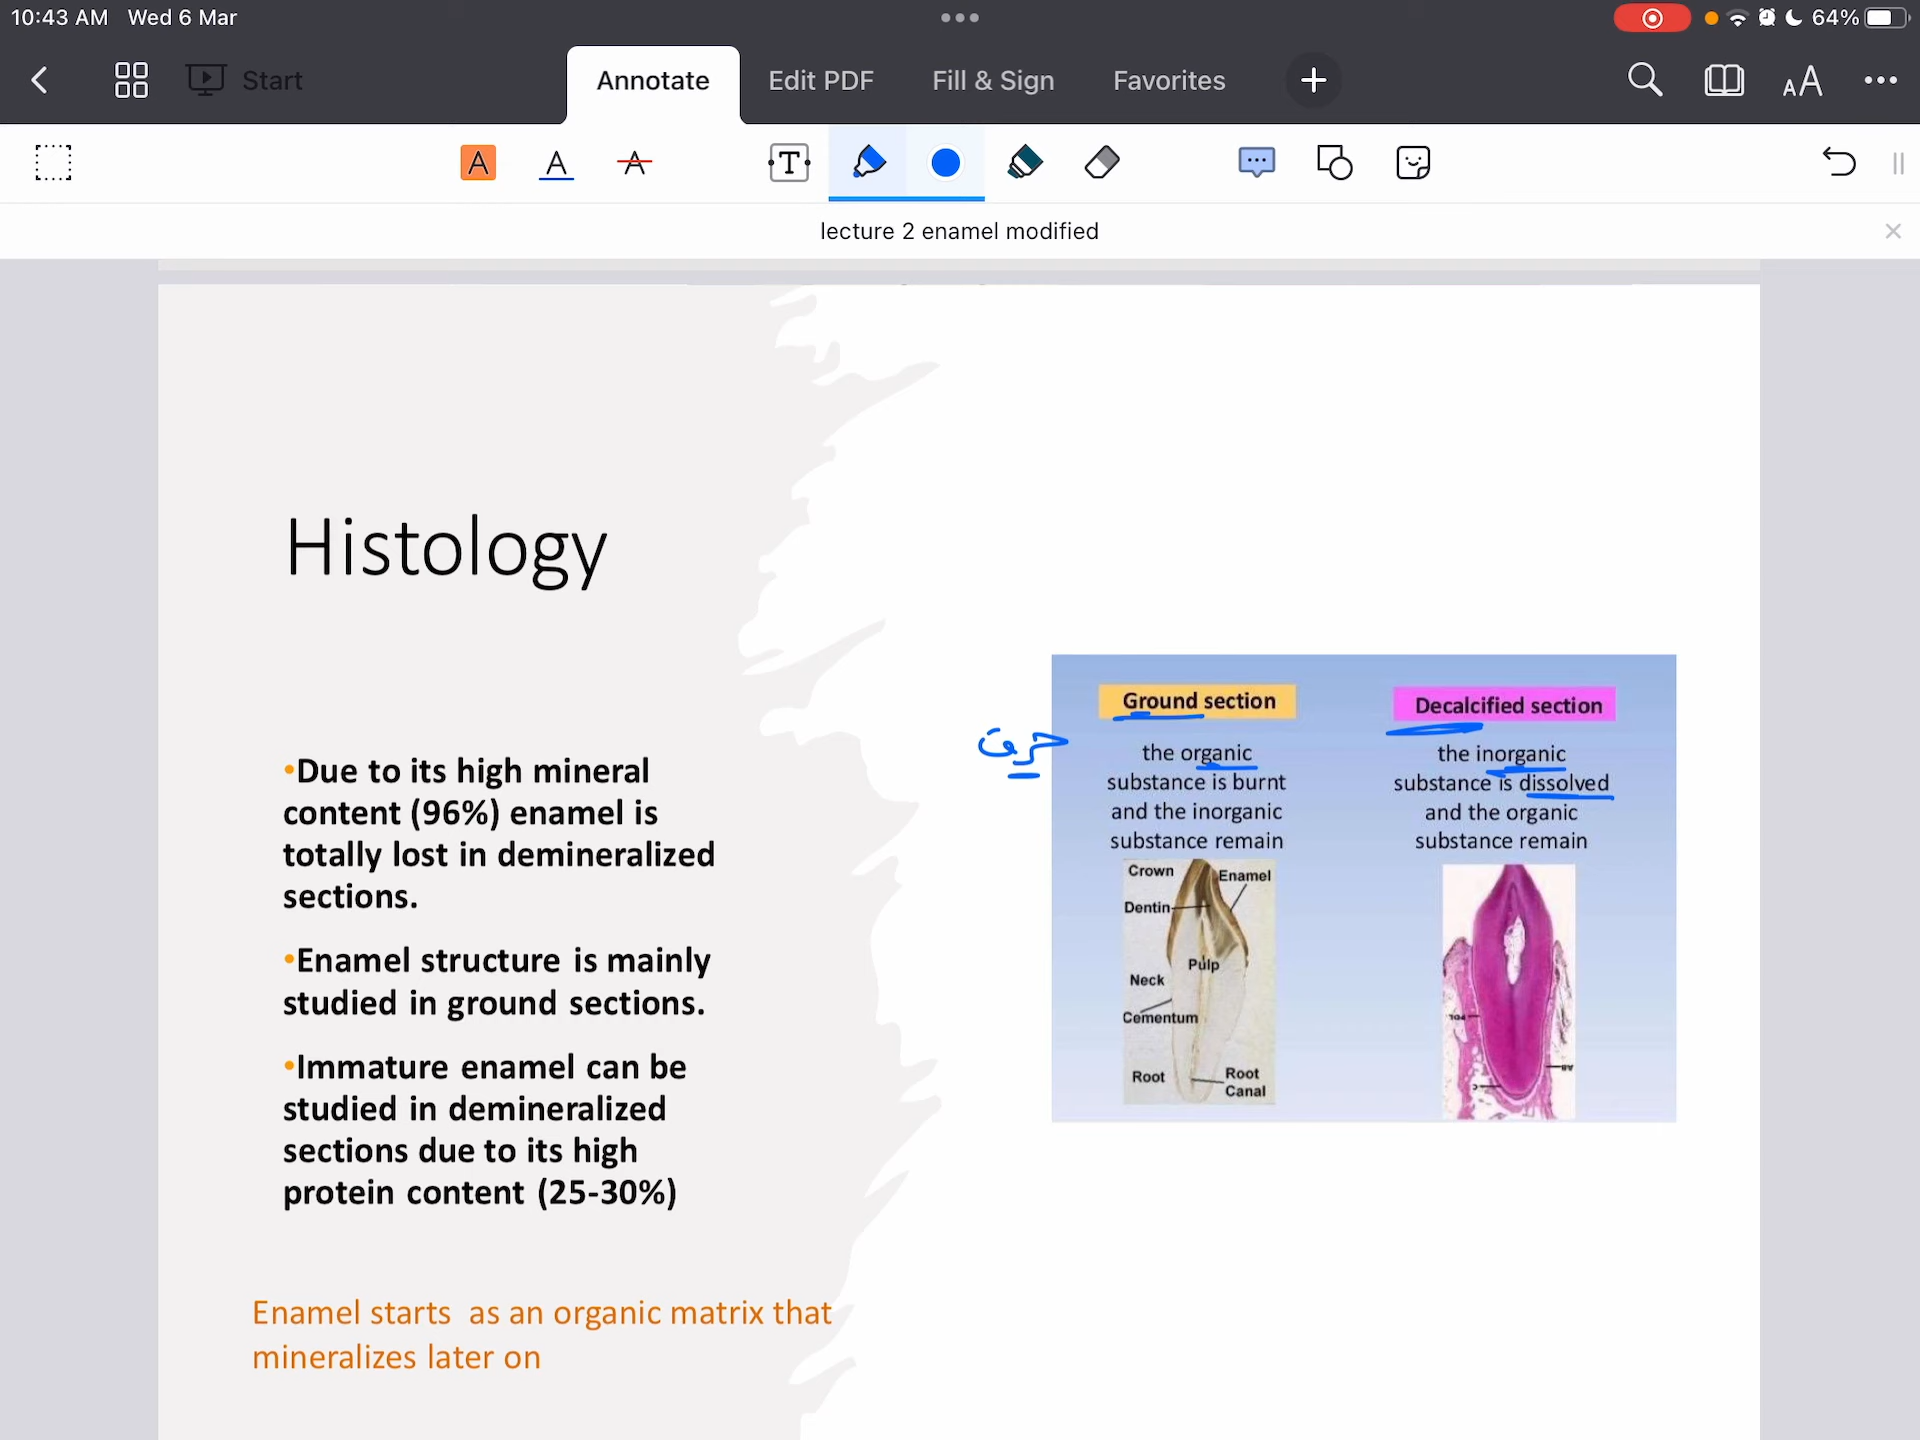 10:43 AM Wed 6 Mar
64%
Start
Annotate
Edit PDF
Fill & Sign
Favorites
lecture 2 enamel modified
Histology
•Due to its high mineral
content (96%) enamel is
totally lost in demineralized
sections.
•Enamel structure is mainly
studied in ground sections.
•Immature enamel can be
studied in demineralized
sections due to its high
protein content (25-30%)
Enamel starts as an organic matrix that
mineralizes later on
Ground section
the organic
substance is burnt
and the inorganic
substance remain
Crown
Enamel
Dentin
Pulp
Neck
Cementum
Root
Root
Canal
Decalcified section
the inorganic
substance is dissolved
and the organic
substance remain